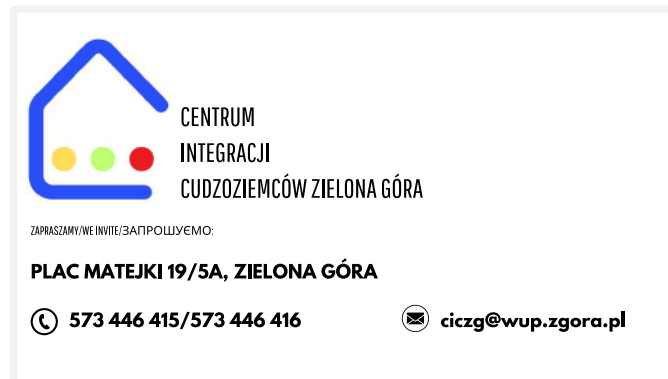 CENTRUM
INTEGRACJI
CUDZOZIEMCÓW ZIELONA GÓRA
ZAPRASZAMY/WE INVITE/ЗАПРОШУЄМО:
PLAC MATEJKI 19/5A, ZIELONA GÓRA
573 446 415/573 446 416
ciczg@wup.zgora.pl